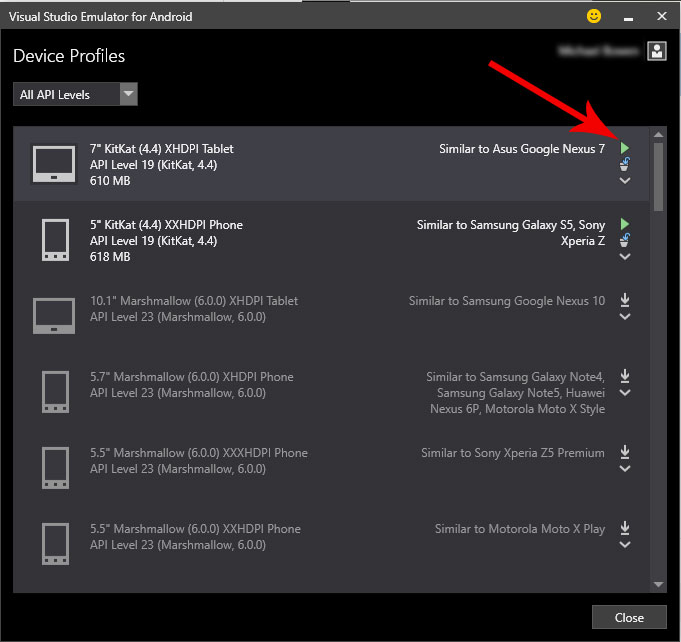 Visual Studio Emulator for Android
Device Profiles
All API Levels
7" KitKat (4.4) XHDPI Tablet
API Level 19 (KitKat, 4.4)
610 MB
Similar to Asus Google Nexus 7
5" KitKat (4.4) XXHDPI Phone
API Level 19 (KitKat, 4.4)
618 MB
Similar to Samsung Galaxy S5, Sony
Xperia Z
10.1" Marshmallow (6.0.0) XHDPI Tablet
API Level 23 (Marshmallow, 6.0.0)
Similar to Samsung Google Nexus 10
5.7" Marshmallow (6.0.0) XHDPI Phone
API Level 23 (Marshmallow, 6.0.0)
Similar to Samsung Galaxy Note4,
Samsung Galaxy Note5, Huawei
Nexus 6P, Motorola Moto X Style
5.5" Marshmallow (6.0.0) XXXHDPI Phone
API Level 23 (Marshmallow, 6.0.0)
Similar to Sony Xperia Z5 Premium
5.5" Marshmallow (6.0.0) XXHDPI Phone
API Level 23 (Marshmallow, 6.0.0)
Similar to Motorola Moto X Play
Close